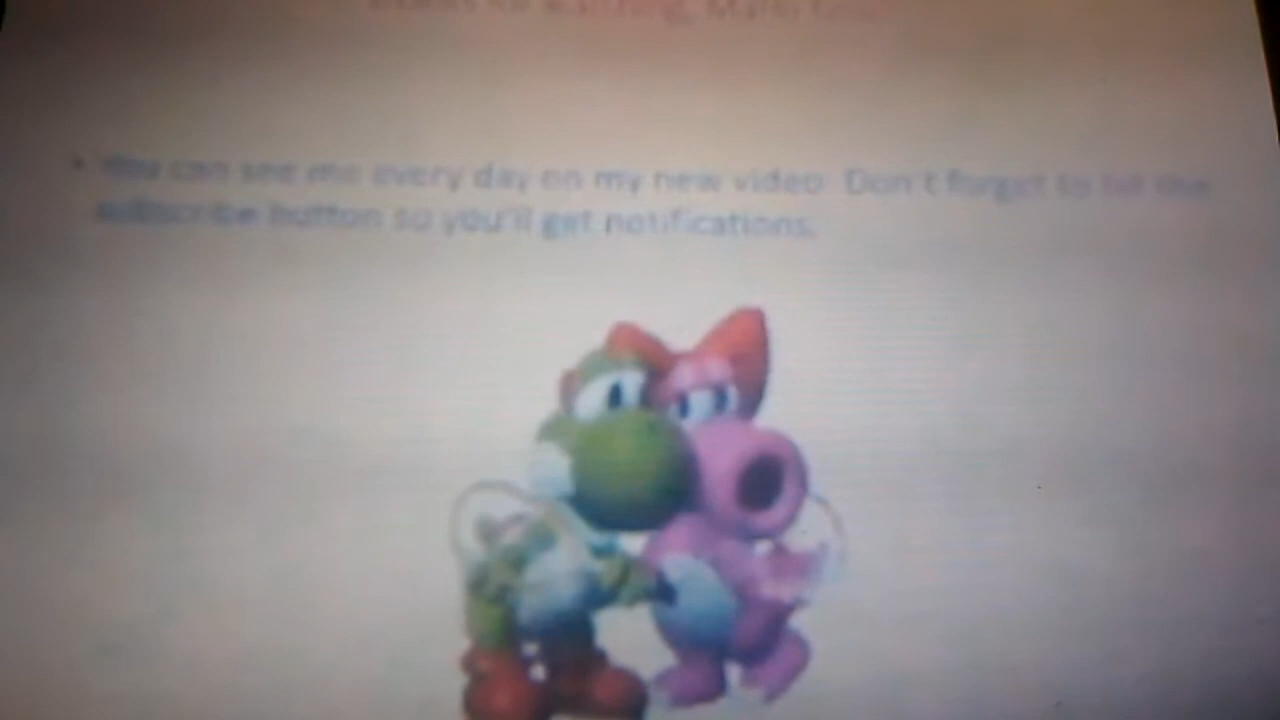 You can see me every day on my new video. Don't forget to hit the
subscribe button so you'll get notifications.